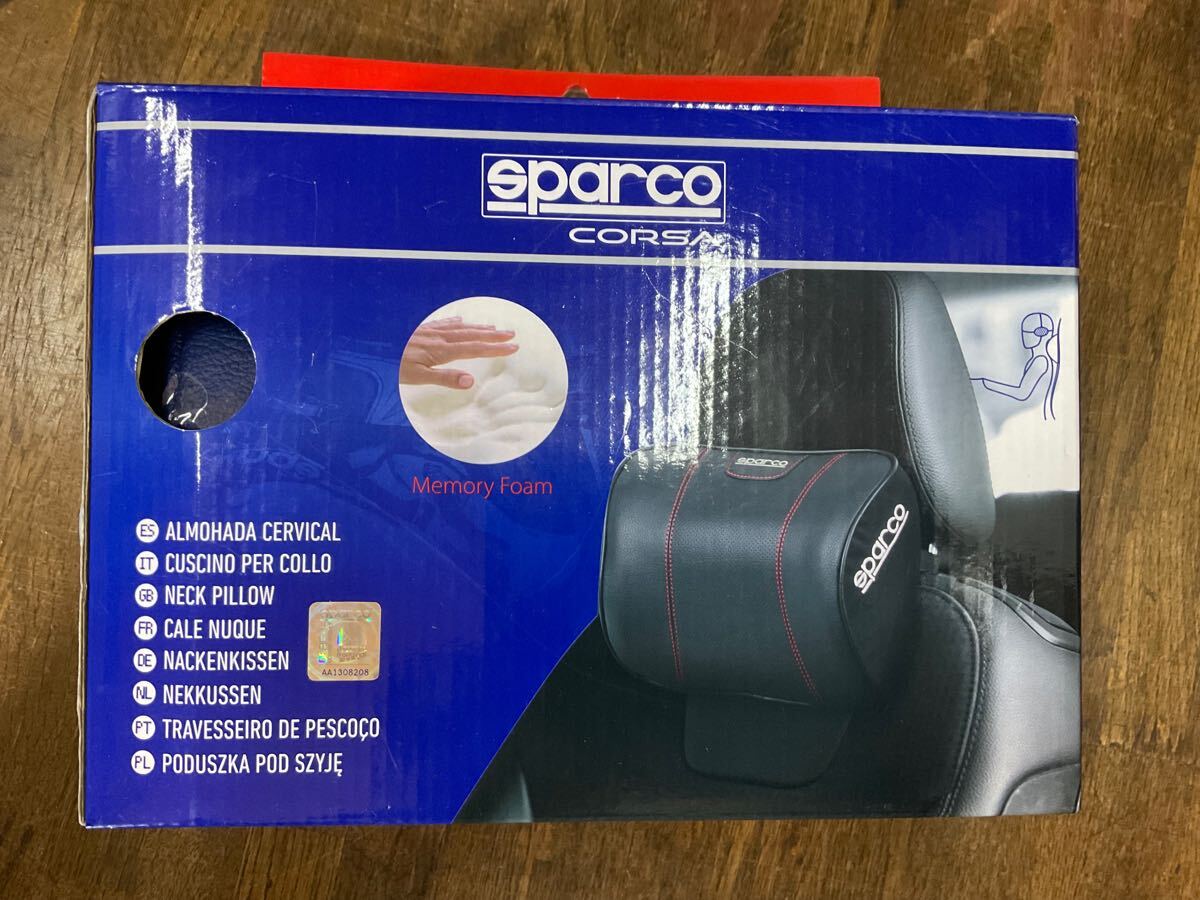 sparco
CORSA
Memory Foam
sparco
sparco
ES ALMOHADA CERVICAL
IT CUSCINO PER COLLO
GB NECK PILLOW
FR CALE NUQUE
DE NACKENKISSEN
NL NEKKUSSEN
PT TRAVESSEIRO DE PESCOÇO
PL PODUSZKA POD SZYJĘ
AA1308208